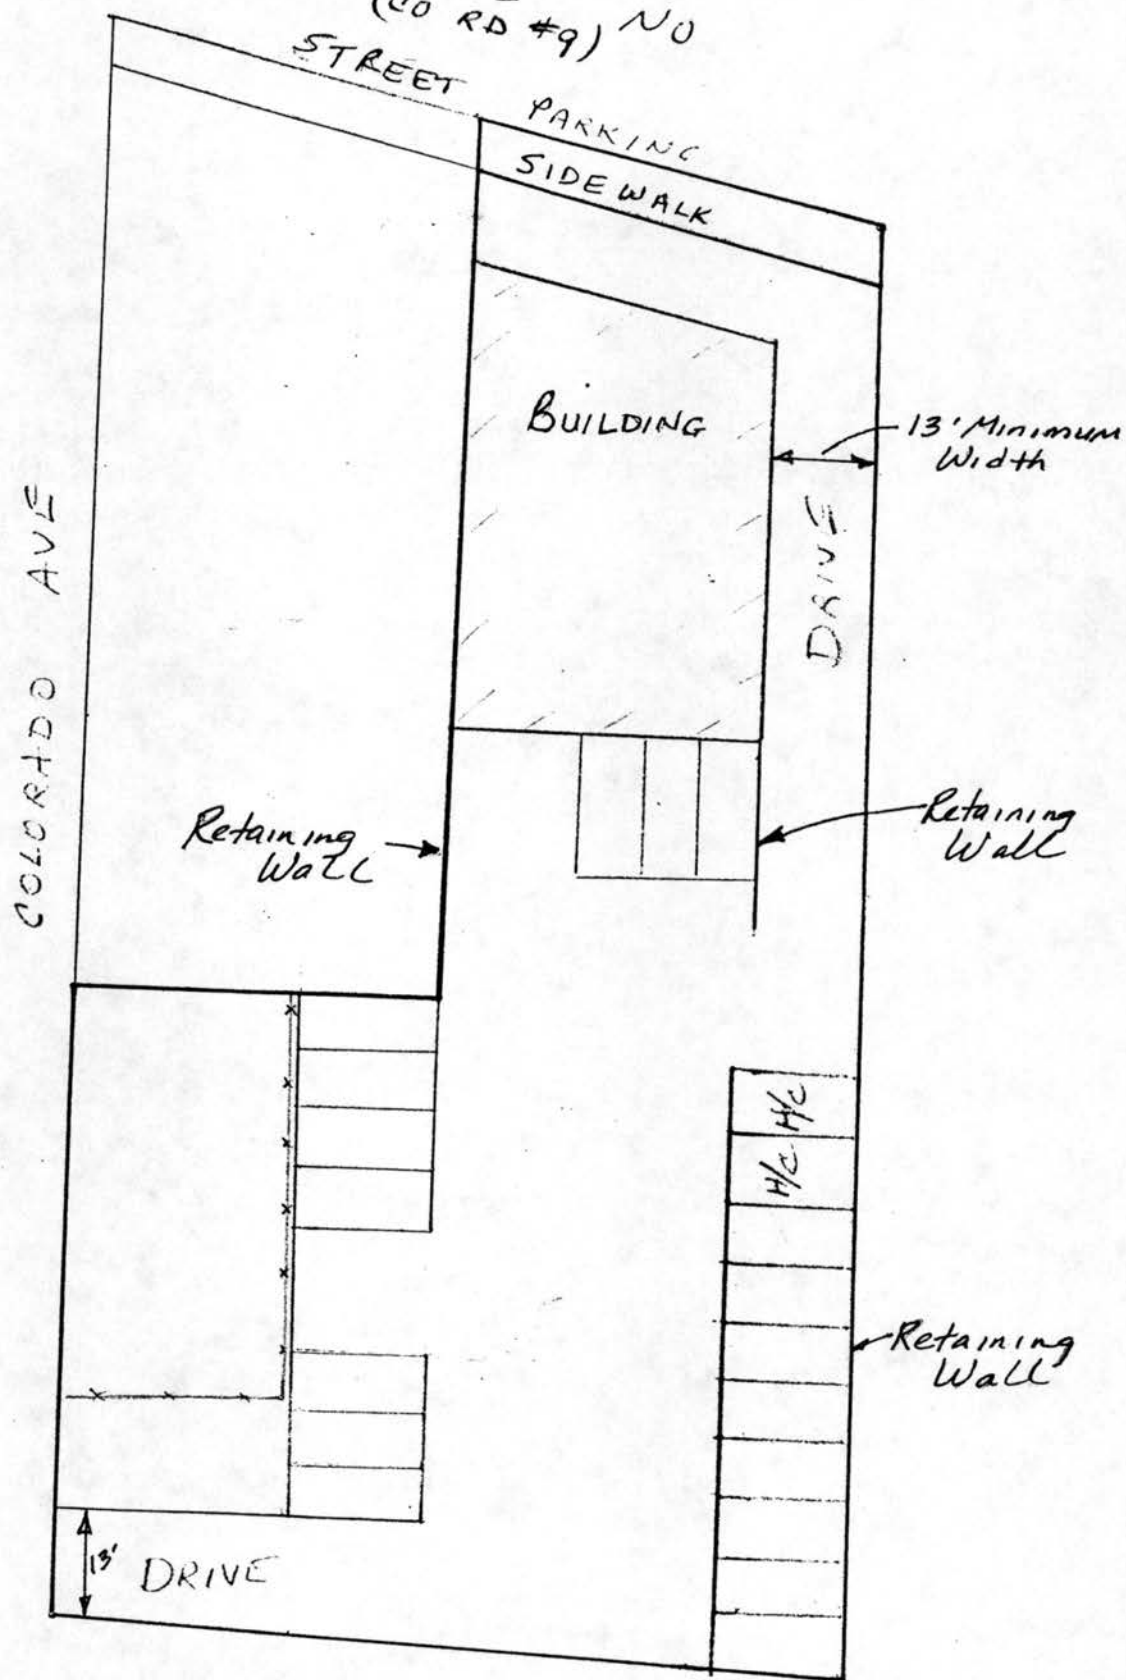 (CO RD #9) NO
STREET PARKING
SIDEWALK
BUILDING
13' Minimum
Width
DRIVE
COLORADO AVE
Retaining
Wall
Retaining
Wall
H/C
H/C
Retaining
Wall
13' DRIVE